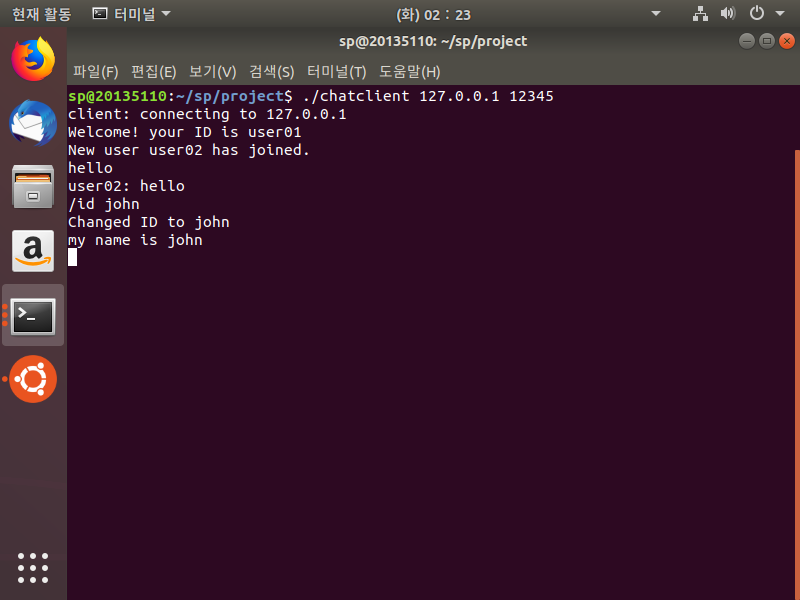 현재 활동 터미널 (화) 02 : 23
sp@20135110: ~/sp/project
파일(F) 편집(E) 보기(V) 검색(S) 터미널(T) 도움말(H)
sp@20135110:~/sp/project$ ./chatclient 127.0.0.1 12345
client: connecting to 127.0.0.1
Welcome! your ID is user01
New user user02 has joined.
hello
user02: hello
/id john
Changed ID to john
my name is john